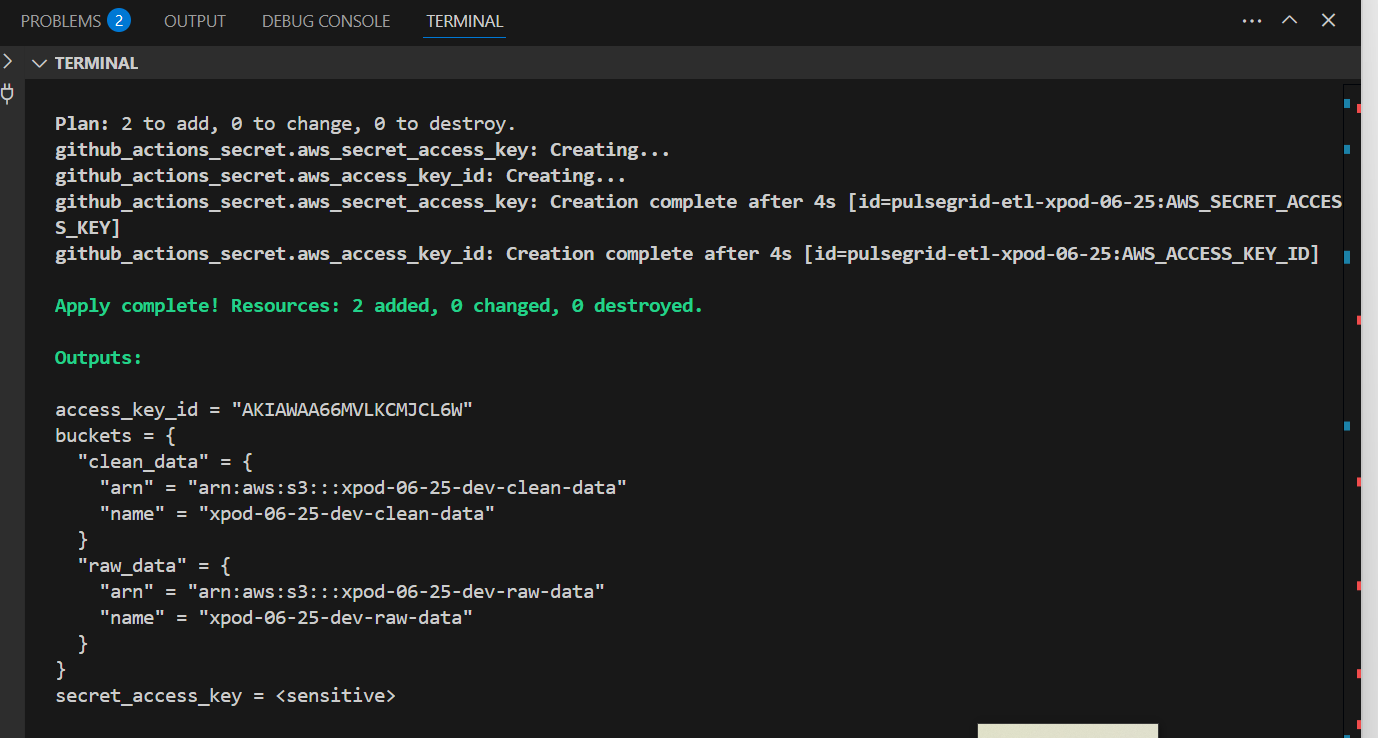 PROBLEMS 2 OUTPUT DEBUG CONSOLE TERMINAL
TERMINAL
Plan: 2 to add, 0 to change, 0 to destroy.
github_actions_secret.aws_secret_access_key: Creating...
github_actions_secret.aws_access_key_id: Creating...
github_actions_secret.aws_secret_access_key: Creation complete after 4s [id=pulsegrid-etl-xpod-06-25:AWS_SECRET_ACCES
S_KEY]
github_actions_secret.aws_access_key_id: Creation complete after 4s [id=pulsegrid-etl-xpod-06-25:AWS_ACCESS_KEY_ID]
Apply complete! Resources: 2 added, 0 changed, 0 destroyed.
Outputs:
access_key_id = "AKIAWAA66MVLKCMJCL6W"
buckets = {
  "clean_data" = {
    "arn" = "arn:aws:s3:::xpod-06-25-dev-clean-data"
    "name" = "xpod-06-25-dev-clean-data"
  }
  "raw_data" = {
    "arn" = "arn:aws:s3:::xpod-06-25-dev-raw-data"
    "name" = "xpod-06-25-dev-raw-data"
  }
}
secret_access_key = <sensitive>